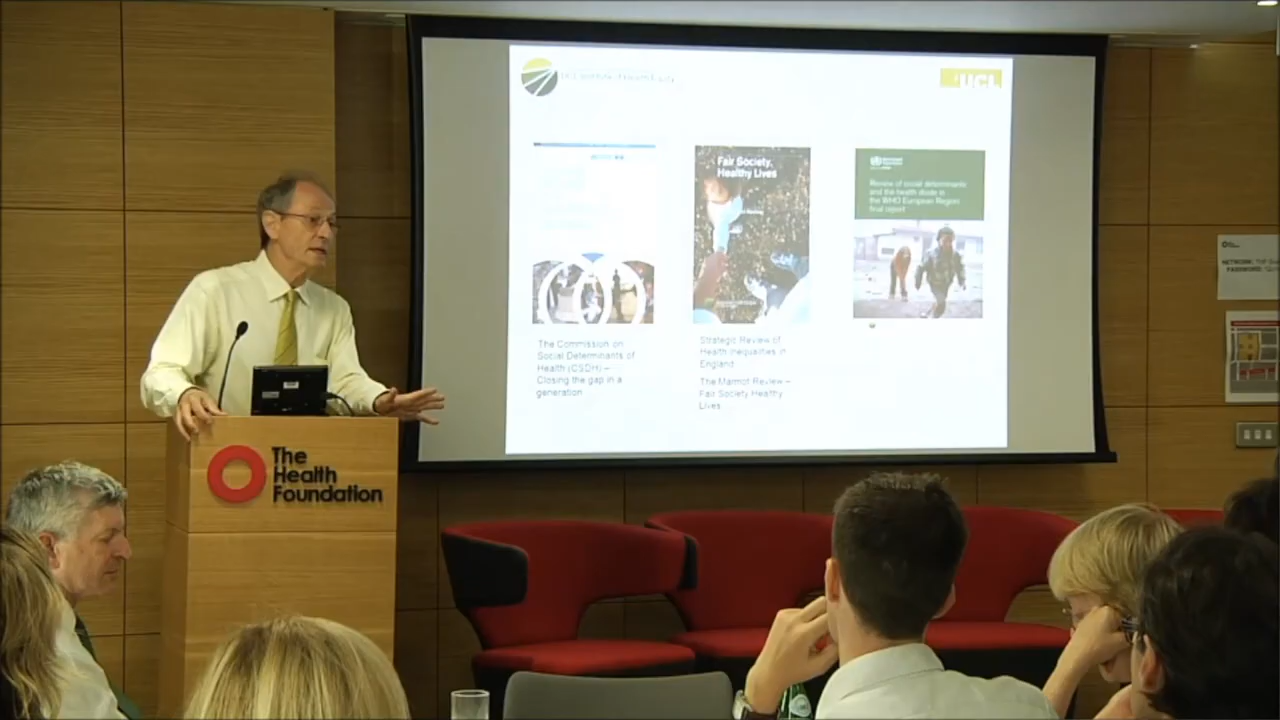 UCL
Fair Society,
Healthy Lives
Review of social determinants
and the health divide in
the WHO European Region:
final report
The Commission on
Social Determinants of
Health (CSDH) –
Closing the gap in a
generation
Strategic Review of
Health Inequalities in
England
The Marmot Review –
Fair Society Healthy
Lives
The
Health
Foundation
NETWORK:
PASSWORD: